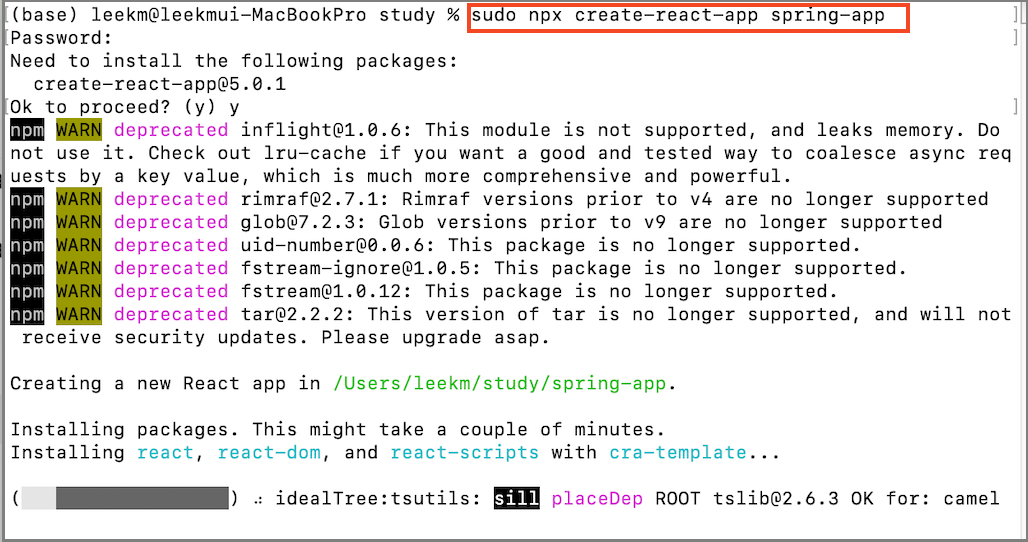 (base) leekm@leekmui-MacBookPro study % sudo npx create-react-app spring-app
Password:
Need to install the following packages:
  create-react-app@5.0.1
Ok to proceed? (y) y
npm WARN deprecated inflight@1.0.6: This module is not supported, and leaks memory. Do
not use it. Check out lru-cache if you want a good and tested way to coalesce async req
uests by a key value, which is much more comprehensive and powerful.
npm WARN deprecated rimraf@2.7.1: Rimraf versions prior to v4 are no longer supported
npm WARN deprecated glob@7.2.3: Glob versions prior to v9 are no longer supported
npm WARN deprecated uid-number@0.0.6: This package is no longer supported.
npm WARN deprecated fstream-ignore@1.0.5: This package is no longer supported.
npm WARN deprecated fstream@1.0.12: This package is no longer supported.
npm WARN deprecated tar@2.2.2: This version of tar is no longer supported, and will not
 receive security updates. Please upgrade asap.
Creating a new React app in /Users/leekm/study/spring-app.
Installing packages. This might take a couple of minutes.
Installing react, react-dom, and react-scripts with cra-template...
(                  ) ⠴ idealTree:tsutils: sill placeDep ROOT tslib@2.6.3 OK for: camel